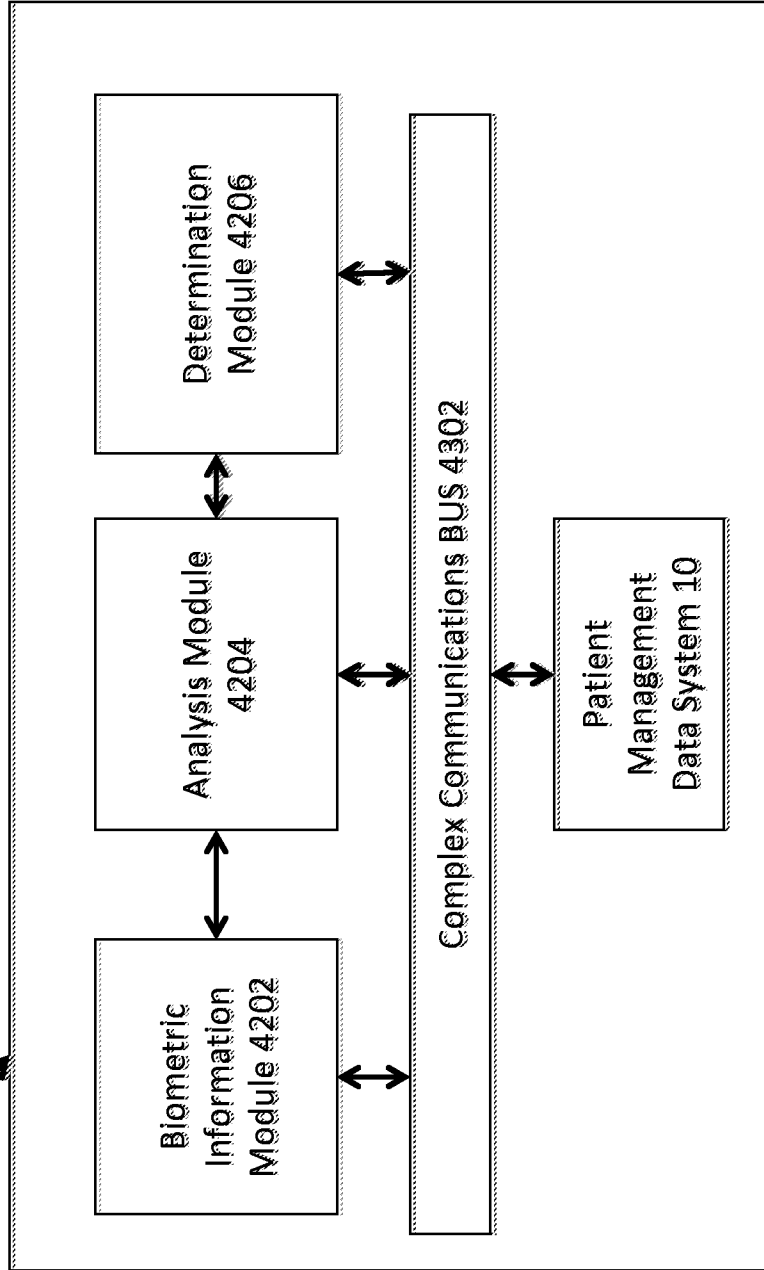 Biometric
Information
Module 4202
Analysis Module
4204
Determination
Module 4206
Complex Communications BUS 4302
Patient
Management
Data System 10